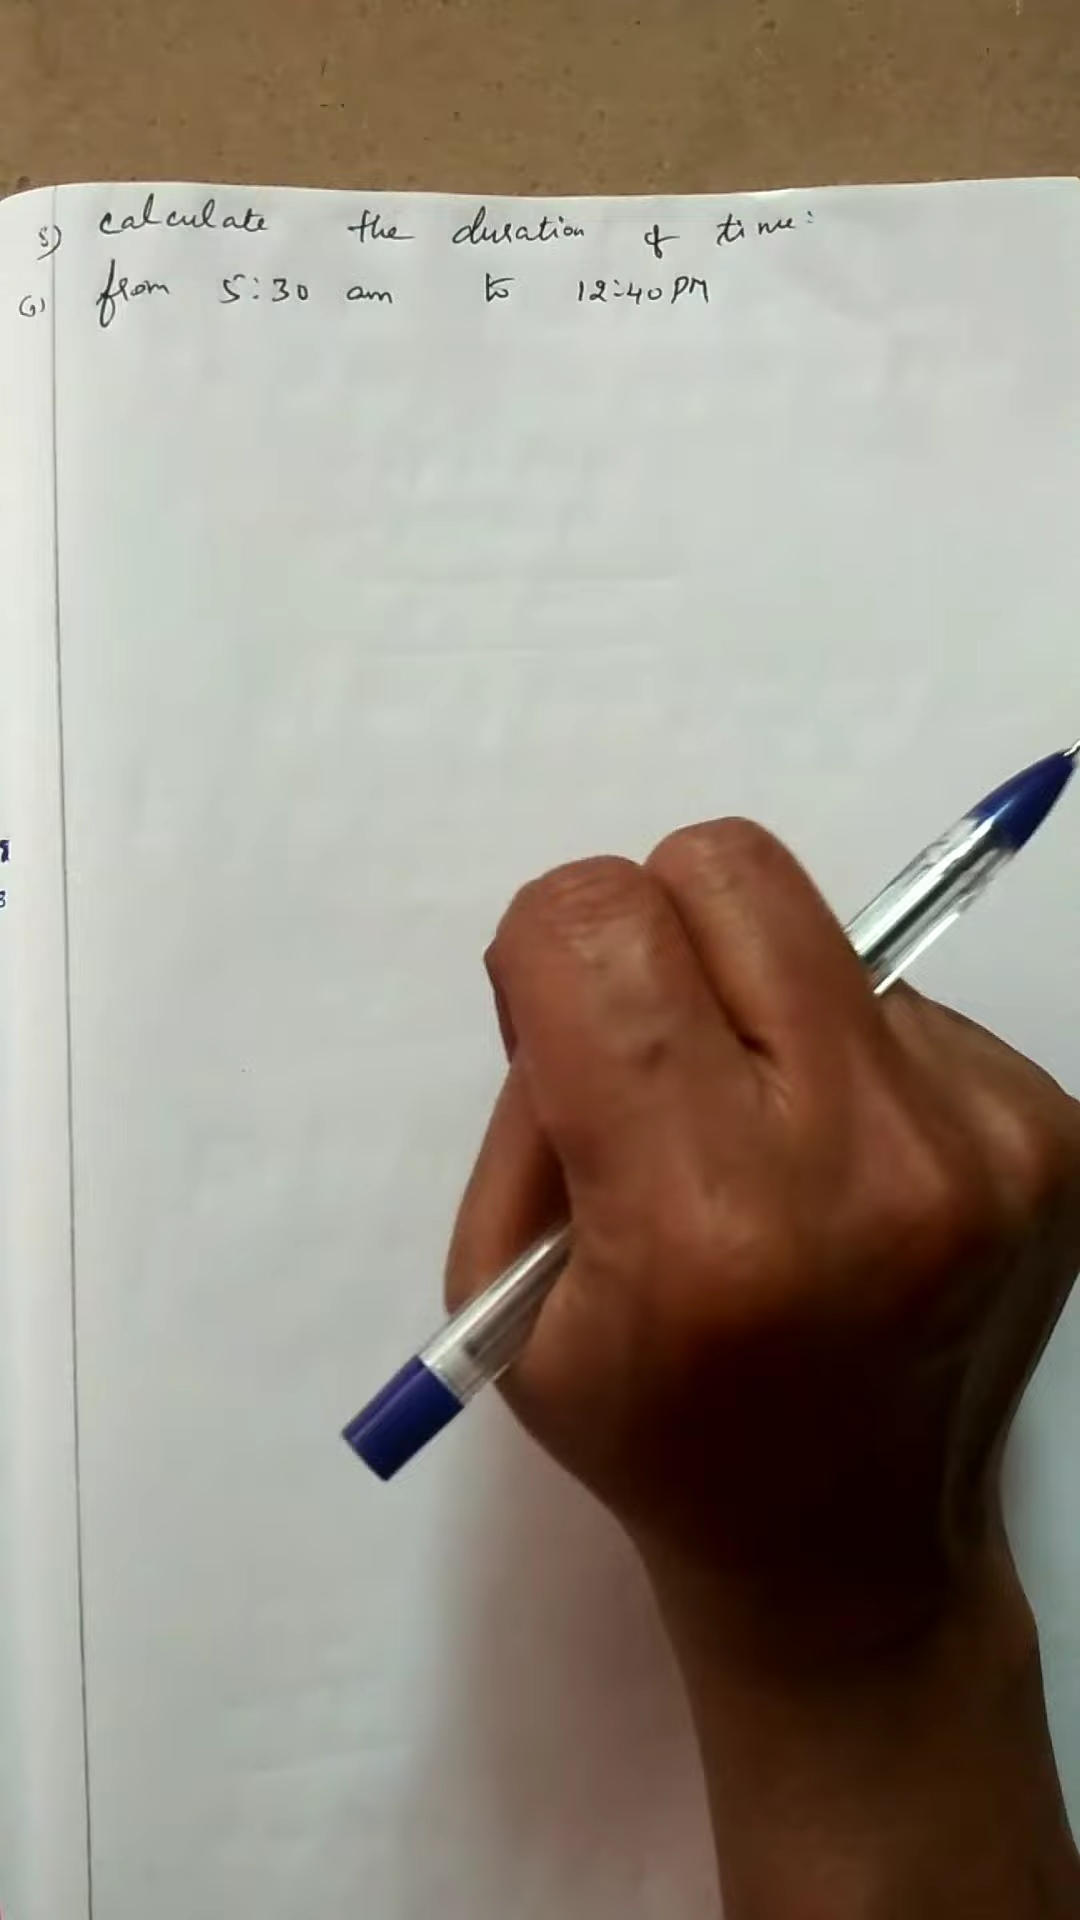 5) calculate the duration of time:
G) from 5:30 am to 12:40 PM